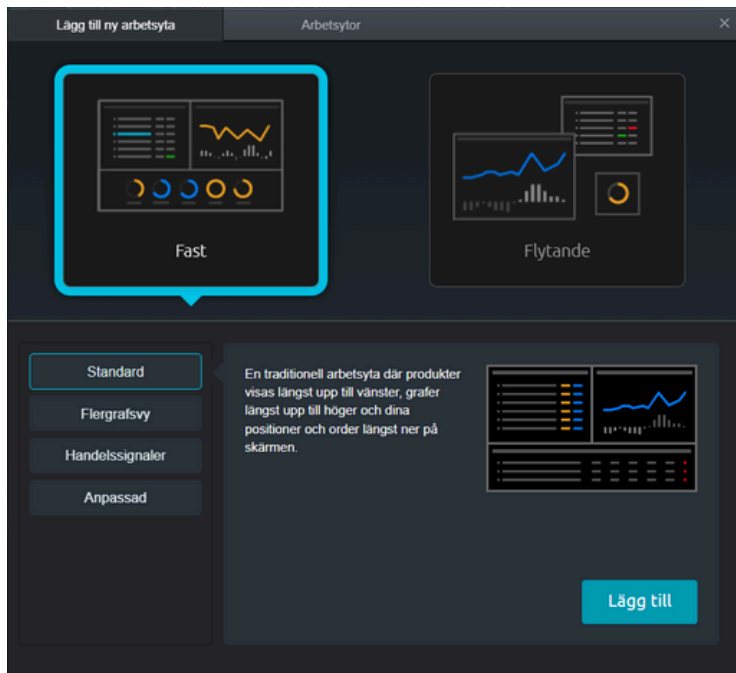 Lägg till ny arbetsyta
Arbetsytor
Fast
Flytande
Standard
Flergrafsvy
Handelssignaler
Anpassad
En traditionell arbetsyta där produkter
visas längst upp till vänster, grafer
längst upp till höger och dina
positioner och order längst ner på
skärmen.
Lägg till